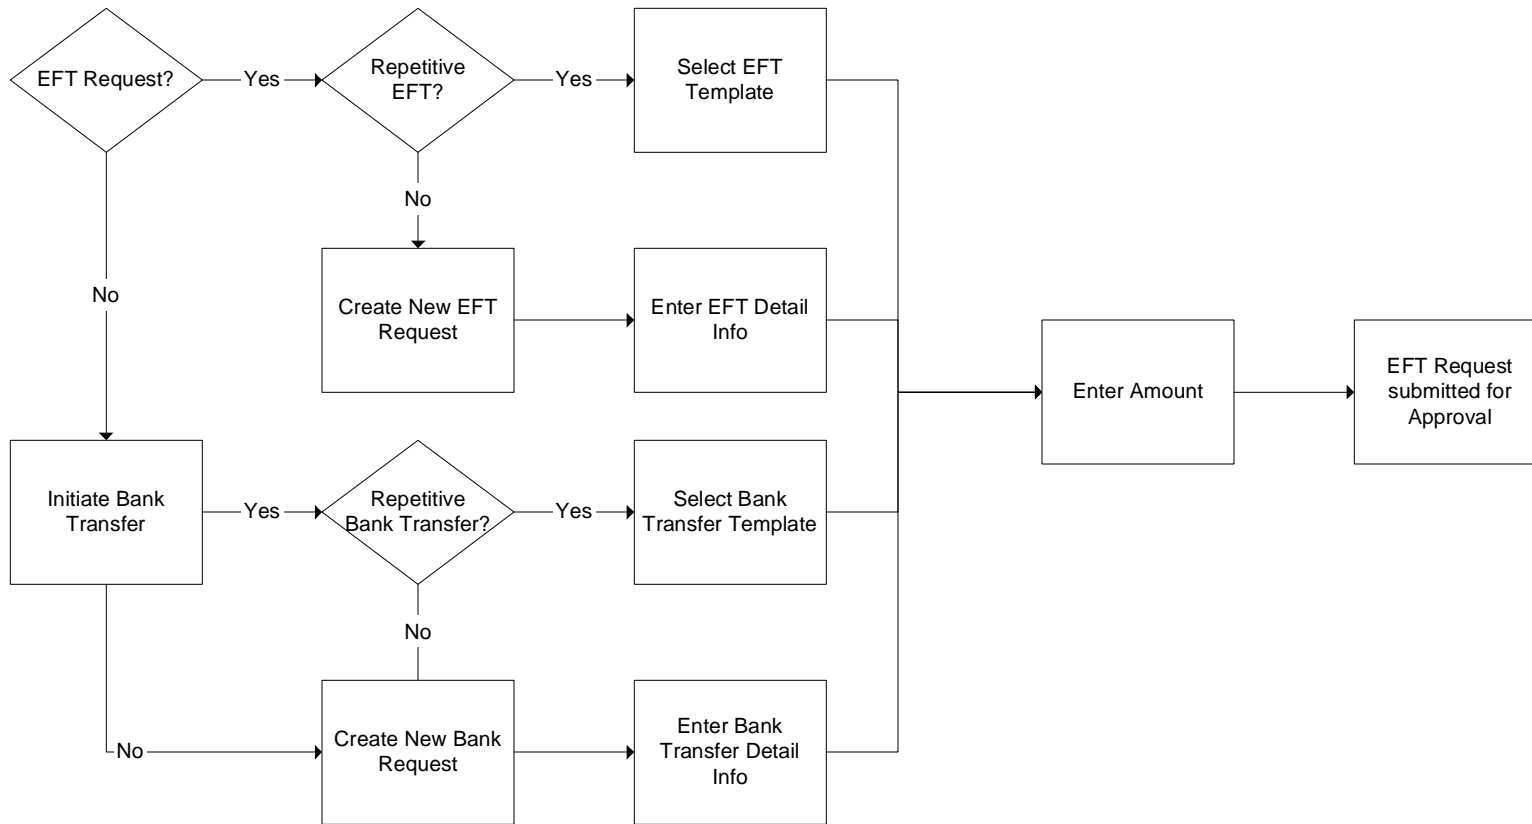 EFT Request?
Yes
Repetitive
EFT?
Yes
Select EFT
Template
No
No
Create New EFT
Request
Enter EFT Detail
Info
Enter Amount
EFT Request
submitted for
Approval
Initiate Bank
Transfer
Yes
Repetitive
Bank Transfer?
Yes
Select Bank
Transfer Template
No
No
Create New Bank
Request
Enter Bank
Transfer Detail
Info